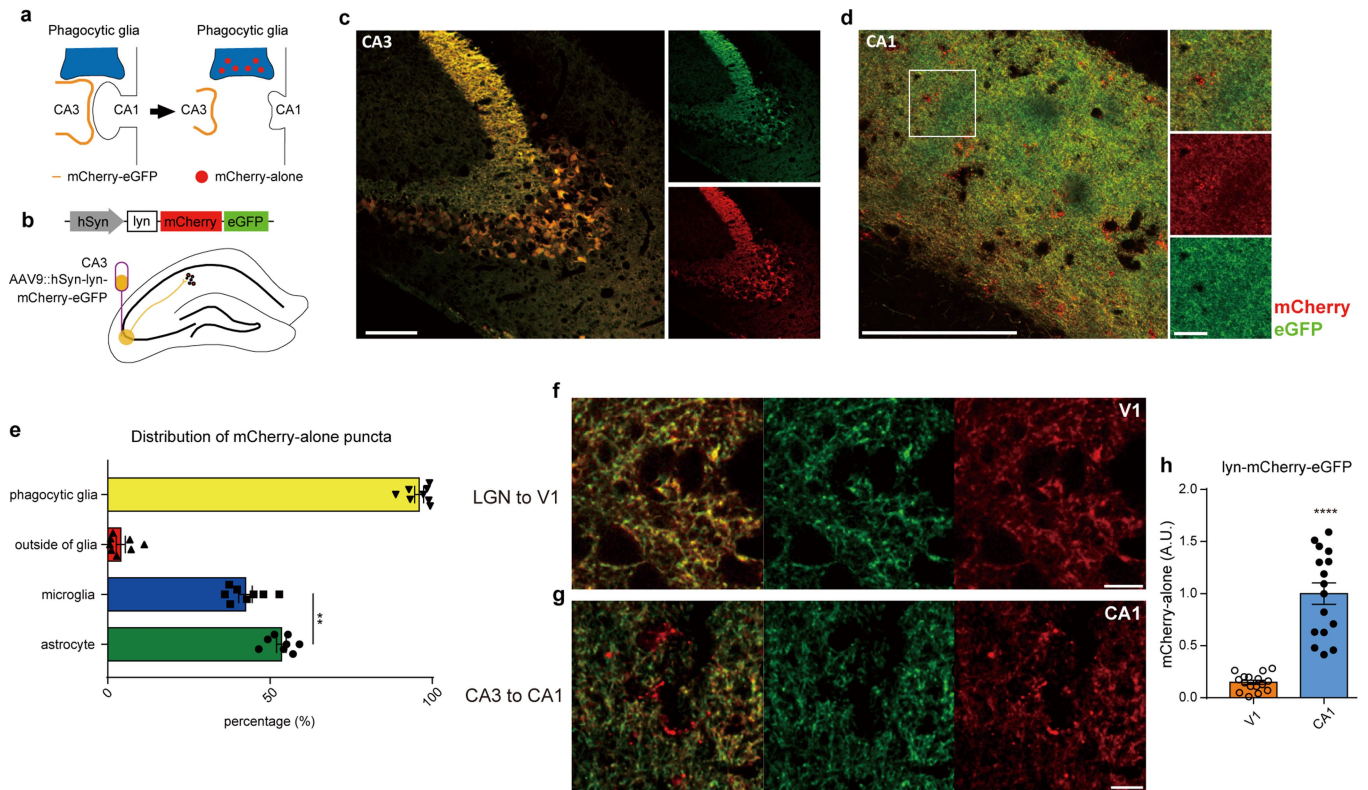 a
Phagocytic glia
Phagocytic glia
CA3
CA1
CA3
CA1
mCherry-eGFP
mCherry-alone
b
hSyn
lyn
mCherry
eGFP
CA3
AAV9::hSyn-lyn-
mCherry-eGFP
c
CA3
d
CA1
mCherry
eGFP
e
Distribution of mCherry-alone puncta
phagocytic glia
outside of glia
microglia
astrocyte
**
0
50
100
percentage (%)
f
LGN to V1
V1
g
CA3 to CA1
CA1
h
lyn-mCherry-eGFP
mCherry-alone (A.U.)
2.0
1.5
1.0
0.5
0.0
****
V1
CA1